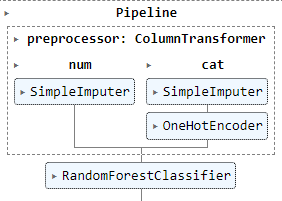 Pipeline
preprocessor: ColumnTransformer
num cat
SimpleImputer SimpleImputer
OneHotEncoder
RandomForestClassifier